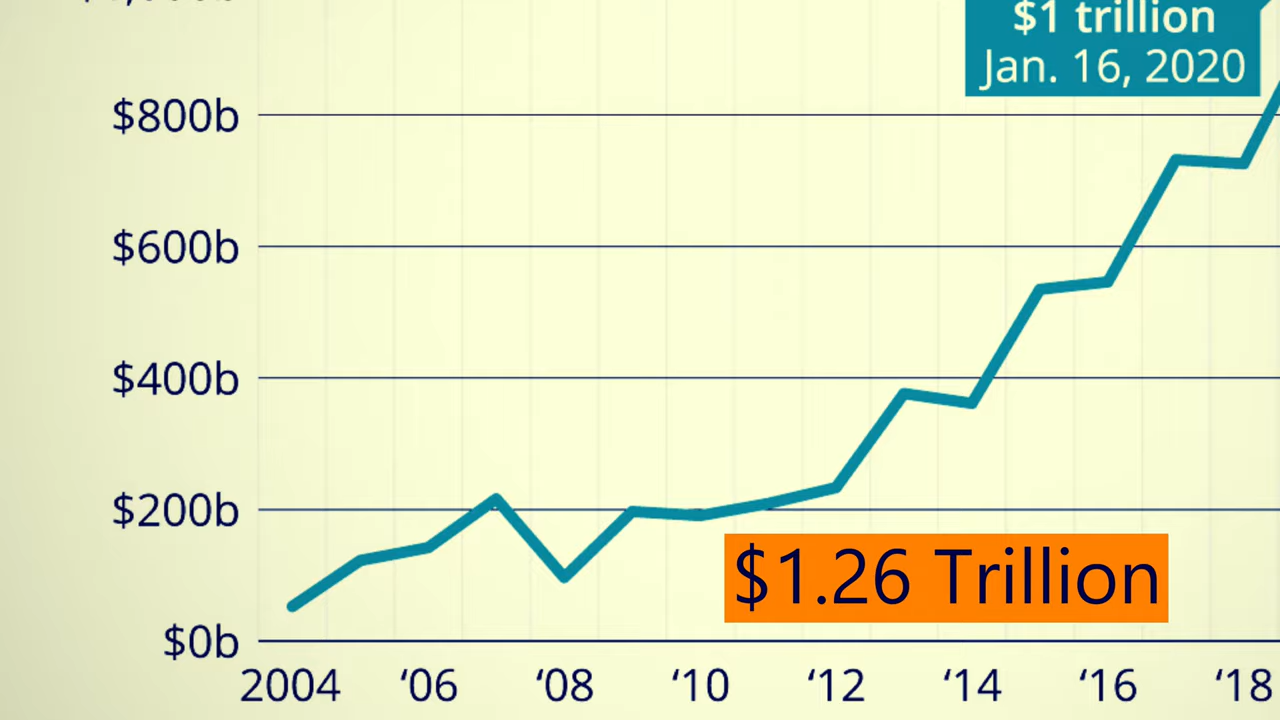 $1 trillion
Jan. 16, 2020
$800b
$600b
$400b
$200b
$1.26 Trillion
$0b
2004 ‘06 ‘08 ‘10 ‘12 ‘14 ‘16 ‘18